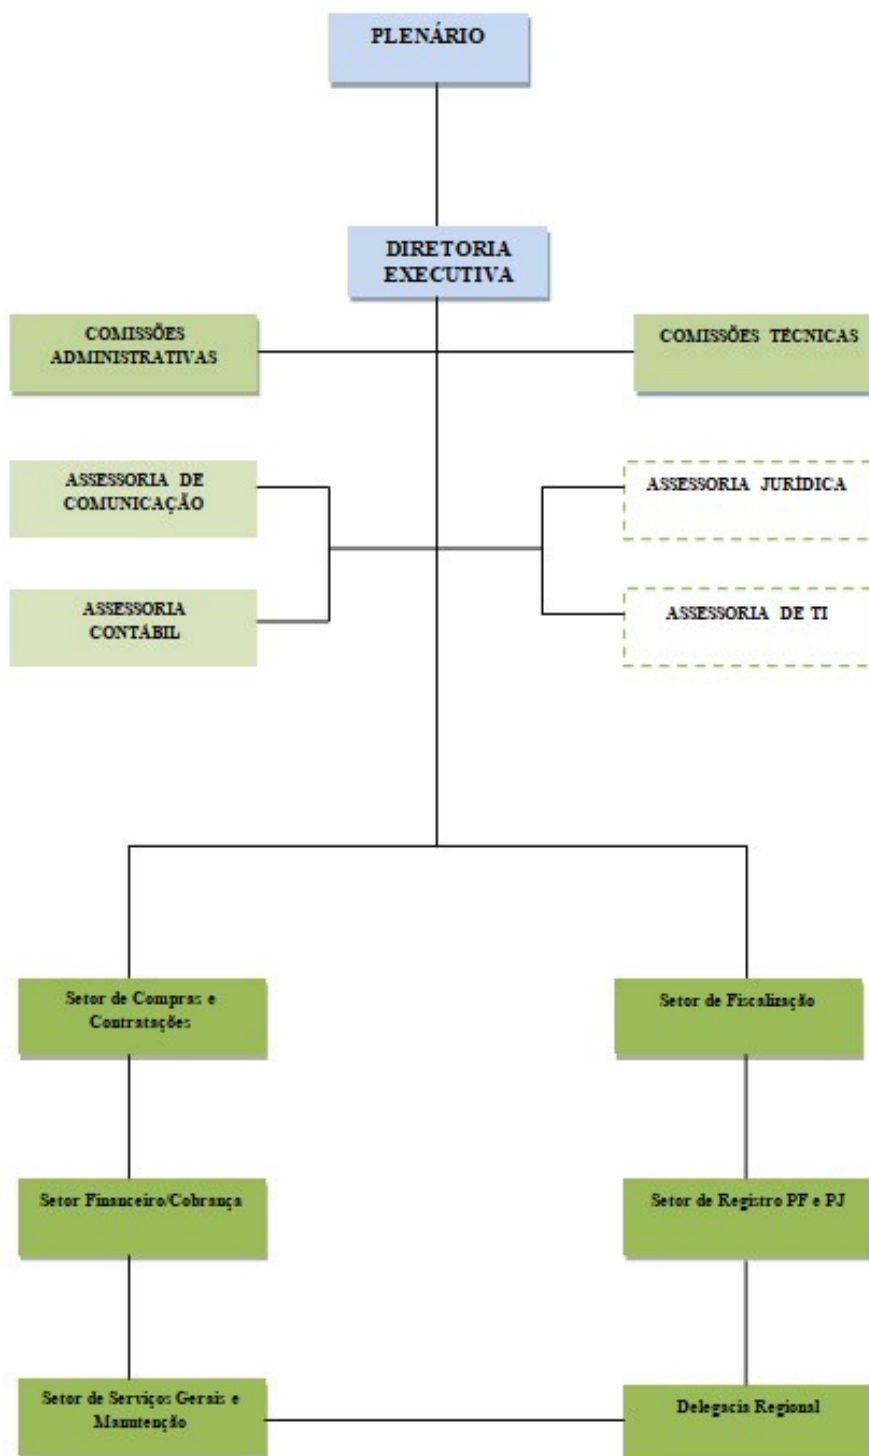 PLENÁRIO
DIRETORIA
EXECUTIVA
COMISSÕES
ADMINISTRATIVAS
COMISSÕES TÉCNICAS
ASSESSORIA DE
COMUNICAÇÃO
ASSESSORIA JURÍDICA
ASSESSORIA
CONTÁBIL
ASSESSORIA DE TI
Setor de Compras e
Contratações
Setor de Fiscalização
Setor Financeiro/Cobrança
Setor de Registro PF e PJ
Setor de Serviços Gerais e
Manutenção
Delegacia Regional